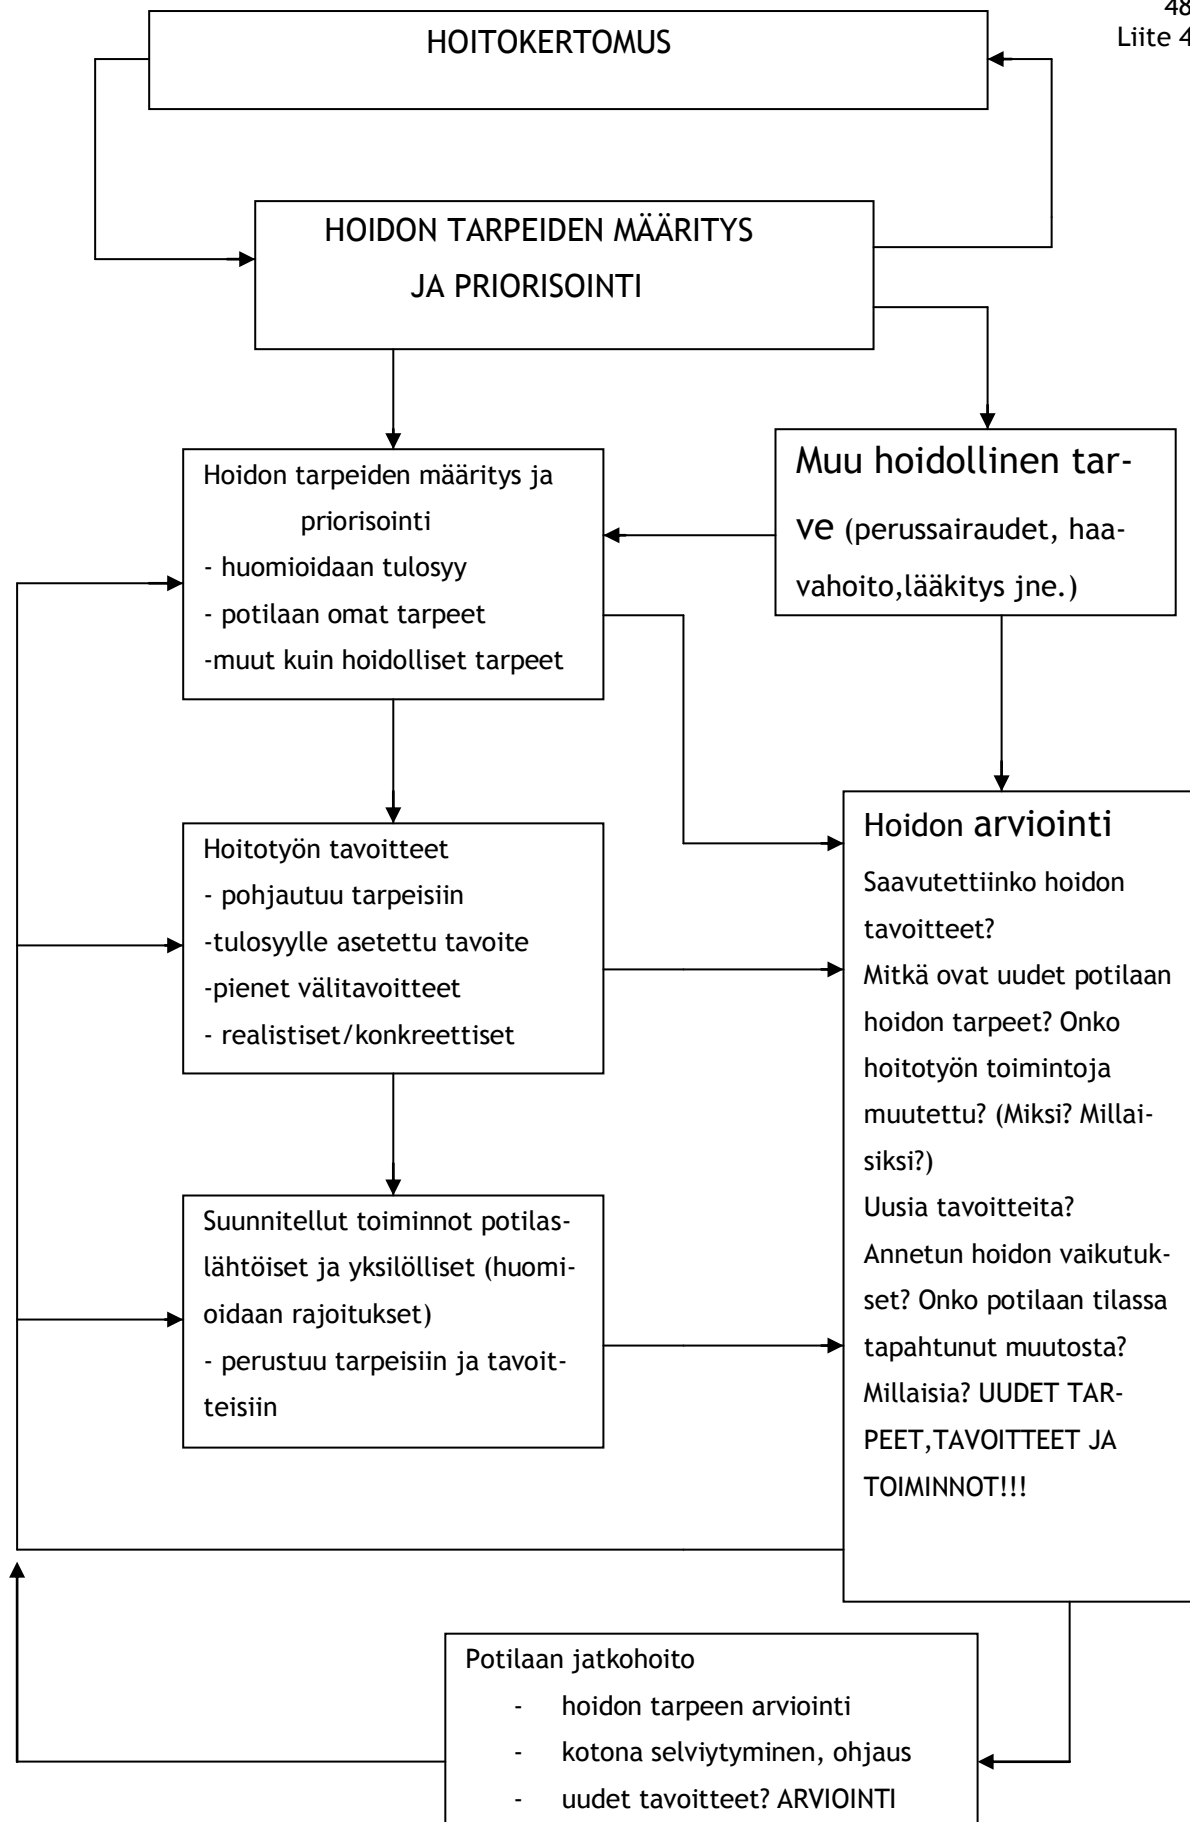 48
Liite 4
HOITOKERTOMUS
HOIDON TARPEIDEN MÄÄRITYS
JA PRIORISOINTI
Hoidon tarpeiden määritys ja
priorisointi
- huomioidaan tulosyy
- potilaan omat tarpeet
-muut kuin hoidolliset tarpeet
Muu hoidollinen tar-
ve (perussairaudet, haa-
vahoito,lääkitys jne.)
Hoitotyön tavoitteet
- pohjautuu tarpeisiin
-tulosyylle asetettu tavoite
-pienet välitavoitteet
- realistiset/konkreettiset
Suunnitellut toiminnot potilas-
lähtöiset ja yksilölliset (huomi-
oidaan rajoitukset)
- perustuu tarpeisiin ja tavoit-
teisiin
Hoidon arviointi
Saavutettiinko hoidon
tavoitteet?
Mitkä ovat uudet potilaan
hoidon tarpeet? Onko
hoitotyön toimintoja
muutettu? (Miksi? Millai-
siksi?)
Uusia tavoitteita?
Annetun hoidon vaikutuk-
set? Onko potilaan tilassa
tapahtunut muutosta?
Millaisia? UUDET TAR-
PEET,TAVOITTEET JA
TOIMINNOT!!!
Potilaan jatkohoito
- hoidon tarpeen arviointi
- kotona selviytyminen, ohjaus
- uudet tavoitteet? ARVIOINTI